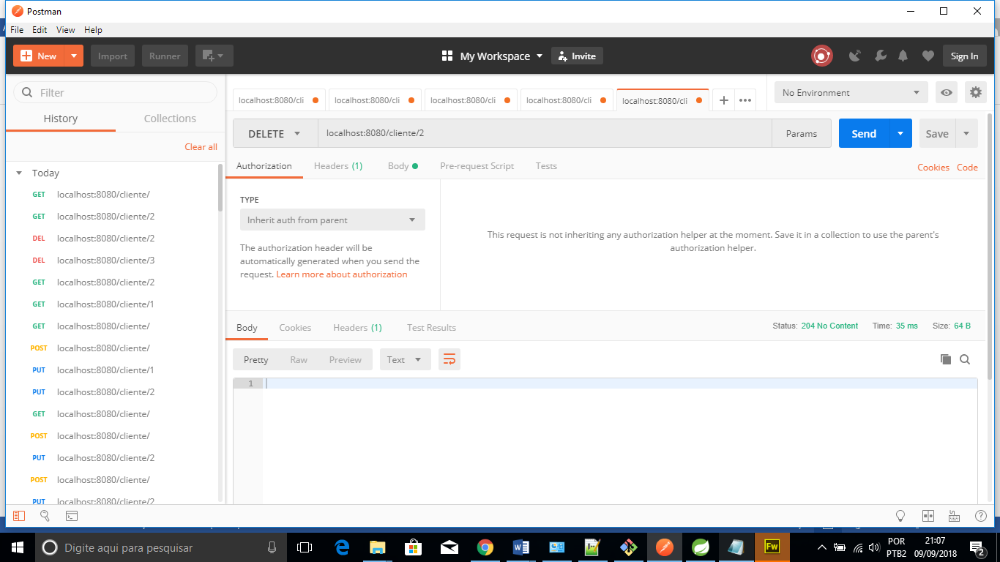 Postman
File Edit View Help
New Import Runner My Workspace Invite Sign In
Filter
History Collections
Clear all
Today
GET localhost:8080/cliente/
GET localhost:8080/cliente/2
DEL localhost:8080/cliente/2
DEL localhost:8080/cliente/3
GET localhost:8080/cliente/2
GET localhost:8080/cliente/1
GET localhost:8080/cliente/
POST localhost:8080/cliente/
PUT localhost:8080/cliente/1
PUT localhost:8080/cliente/2
GET localhost:8080/cliente/
POST localhost:8080/cliente/
PUT localhost:8080/cliente/2
POST localhost:8080/cliente/
PUT localhost:8080/cliente/2
localhost:8080/cli localhost:8080/cli localhost:8080/cli localhost:8080/cli localhost:8080/cli No Environment
DELETE localhost:8080/cliente/2 Params Send Save
Authorization Headers (1) Body Pre-request Script Tests Cookies Code
TYPE
Inherit auth from parent
The authorization header will be
automatically generated when you send the
request. Learn more about authorization
This request is not inheriting any authorization helper at the moment. Save it in a collection to use the parent's
authorization helper.
Body Cookies Headers (1) Test Results Status: 204 No Content Time: 35 ms Size: 64 B
Pretty Raw Preview Text
1
Digite aqui para pesquisar
Fw
POR
PTB2
21:07
09/09/2018
2